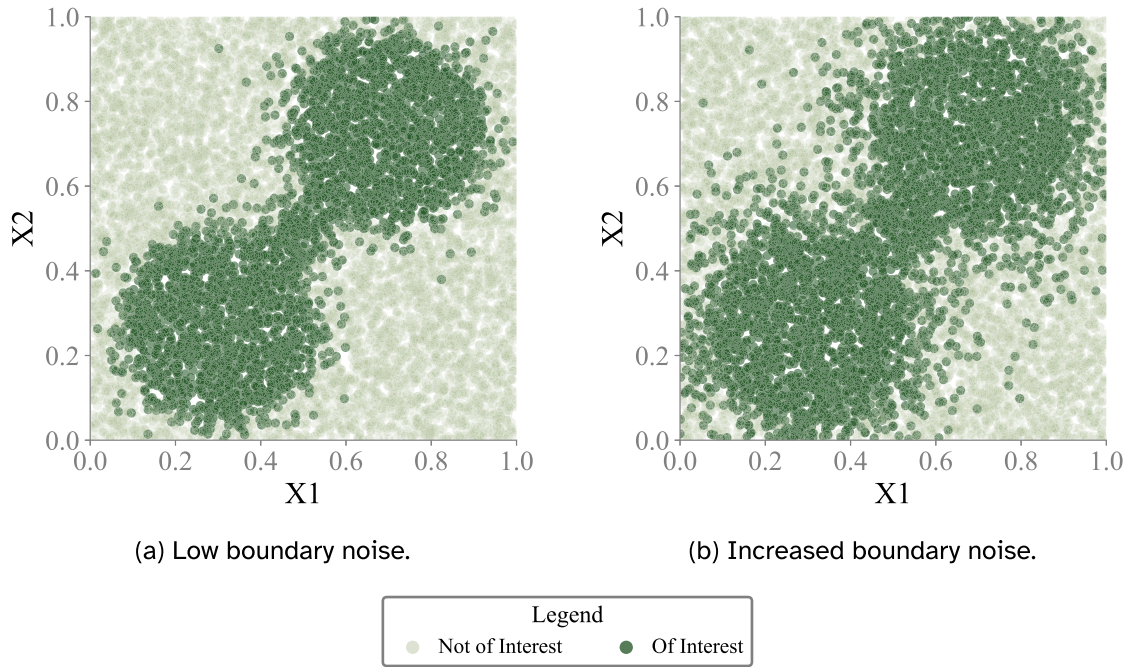 1.0
0.8
0.6
0.4
0.2
0.0
X2
0.0 0.2 0.4 0.6 0.8 1.0
X1
(a) Low boundary noise.
1.0
0.8
0.6
0.4
0.2
0.0
X2
0.0 0.2 0.4 0.6 0.8 1.0
X1
(b) Increased boundary noise.
Legend
Not of Interest Of Interest